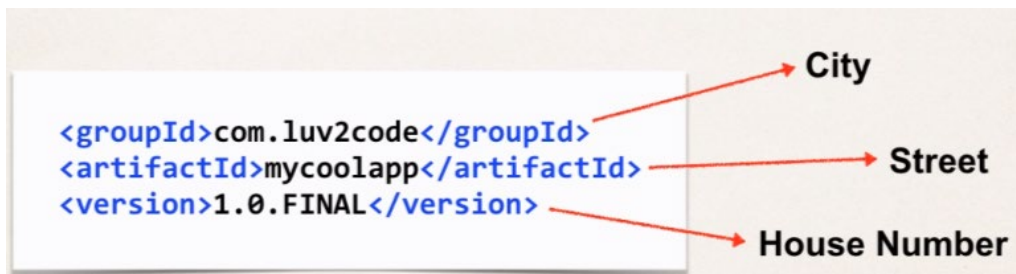 City
<groupId>com.luv2code</groupId>
<artifactId>mycoolapp</artifactId>
Street
<version>1.0.FINAL</version>
House Number